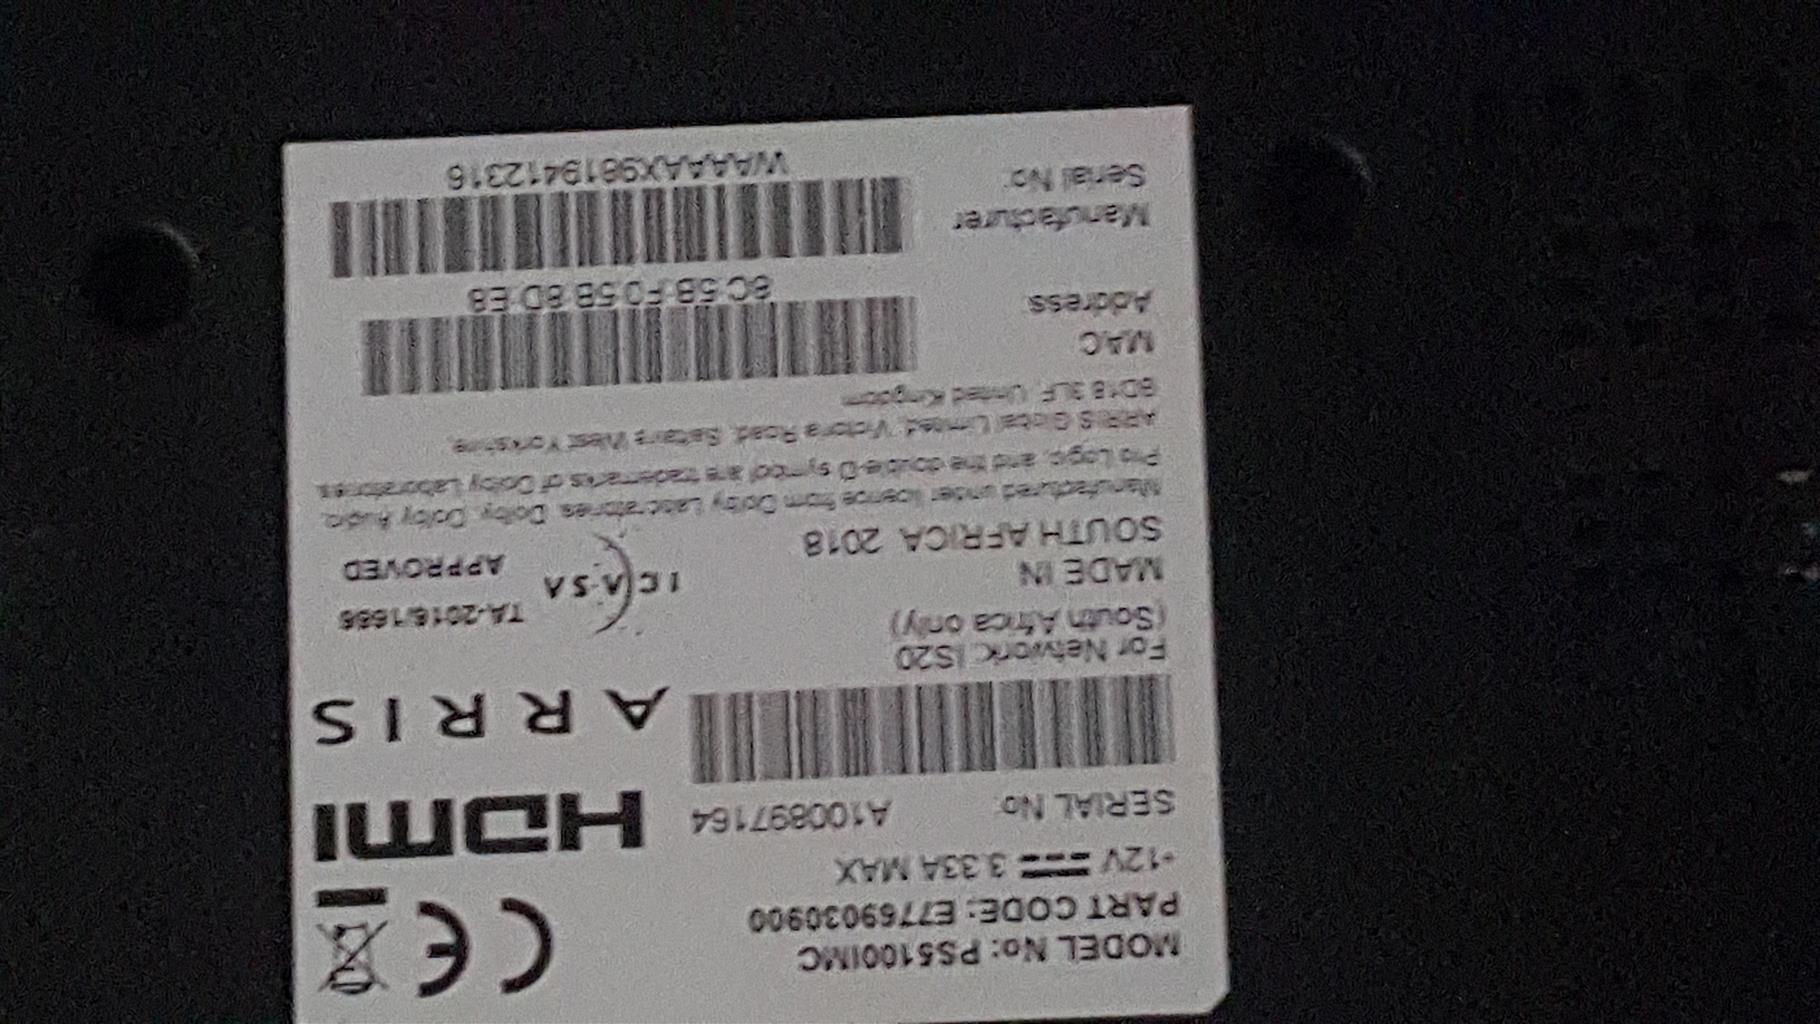 MODEL No: PS5100IMC
PART CODE: E7769030900
+12V 3.33A MAX
SERIAL No: A100897164
HDMI
ARRIS
For Network: IS20
(South Africa only)
MADE IN
SOUTH AFRICA 2018
TA-2016/1686
I C A S A
APPROVED
Manufactured under licence from Dolby Laboratories. Dolby, Dolby Audio,
Pro Logic, and the double-D symbol are trademarks of Dolby Laboratories.
ARRIS Global Limited, Victoria Road, Saltaire West Yorkshire,
BD18 3LF, United Kingdom
MAC
Address
8C:5B:F0:5B:8D:E8
Manufacturer
Serial No:
WAAAAX9819412316